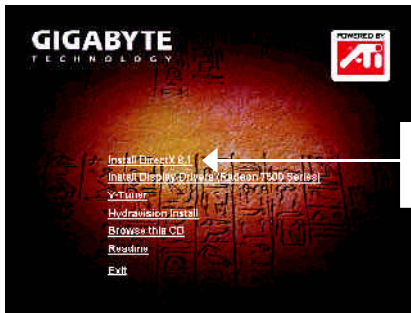 GIGABYTE
TECHNOLOGY
POWERED BY
ATi
Install DirectX 8.1
Install Display Drivers (Radeon 7500 Series)
V-Tuner
Hydravision Install
Browse this CD
Readme
Exit